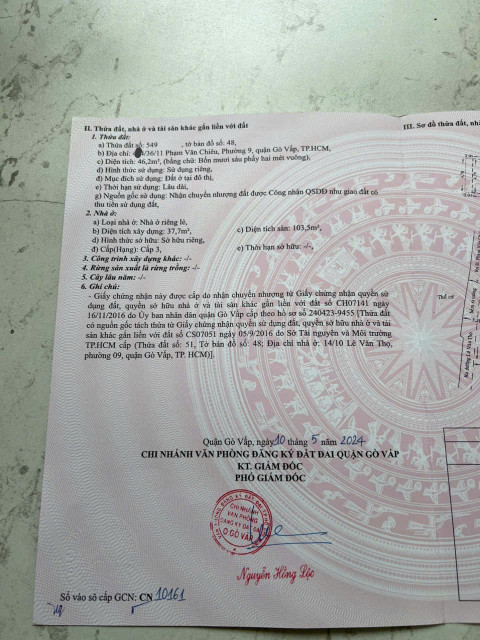 II. Thửa đất, nhà ở và tài sản khác gắn liền với đất
1. Thửa đất:
a) Thửa đất số: 549 , tờ bản đồ số: 48,
b) Địa chỉ: /36/11 Phạm Văn Chiêu, Phường 9, quận Gò Vấp, TP.HCM,
c) Diện tích: 46,2m², (bằng chữ: Bốn mươi sáu phẩy hai mét vuông),
d) Hình thức sử dụng: Sử dụng riêng,
đ) Mục đích sử dụng: Đất ở tại đô thị,
e) Thời hạn sử dụng: Lâu dài,
g) Nguồn gốc sử dụng: Nhận chuyển nhượng đất được Công nhận QSDĐ như giao đất có
thu tiền sử dụng đất,
2. Nhà ở:
a) Loại nhà ở: Nhà ở riêng lẻ,
b) Diện tích xây dựng: 37,7m², c) Diện tích sàn: 103,5m²,
d) Hình thức sở hữu: Sở hữu riêng,
đ) Cấp(Hạng): Cấp 3, e) Thời hạn sở hữu: -/-,
3. Công trình xây dựng khác: -/-
4. Rừng sản xuất là rừng trồng: -/-
5. Cây lâu năm: -/-
6. Ghi chú:
- Giấy chứng nhận này được cấp do nhận chuyển nhượng từ Giấy chứng nhận quyền sử
dụng đất, quyền sở hữu nhà ở và tài sản khác gắn liền với đất số CH07141 ngày
16/11/2016 do Ủy ban nhân dân quận Gò Vấp cấp theo hồ sơ số 240423-9455 [Thửa đất
có nguồn gốc tách thửa từ Giấy chứng nhận quyền sử dụng đất, quyền sở hữu nhà ở và tài
sản khác gắn liền với đất số CS07051 ngày 05/9/2016 do Sở Tài nguyên và Môi trường
TP.HCM cấp (Thửa đất số: 51, Tờ bản đồ số: 48; Địa chỉ nhà ở: 14/10 Lê Văn Thọ,
phường 09, quận Gò Vấp, TP. HCM)].
Quận Gò Vấp, ngày 10 tháng 5 năm 2024
CHI NHÁNH VĂN PHÒNG ĐĂNG KÝ ĐẤT ĐAI QUẬN GÒ VẤP
KT. GIÁM ĐỐC
PHÓ GIÁM ĐỐC
CHI NHÁNH
VĂN PHÒNG
ĐĂNG KÝ ĐẤT ĐAI
Q GÒ VẤP
Nguyễn Hồng Lộc
Số vào sổ cấp GCN: CN 10161
III. Sơ đồ thửa đất, nhà
Thổ cư